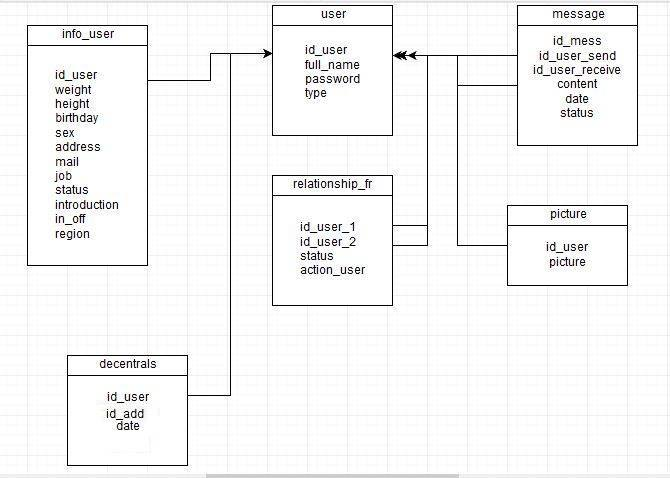 info_user
id_user
weight
height
birthday
sex
address
mail
job
status
introduction
in_off
region
user
id_user
full_name
password
type
message
id_mess
id_user_send
id_user_receive
content
date
status
relationship_fr
id_user_1
id_user_2
status
action_user
picture
id_user
picture
decentrals
id_user
id_add
date